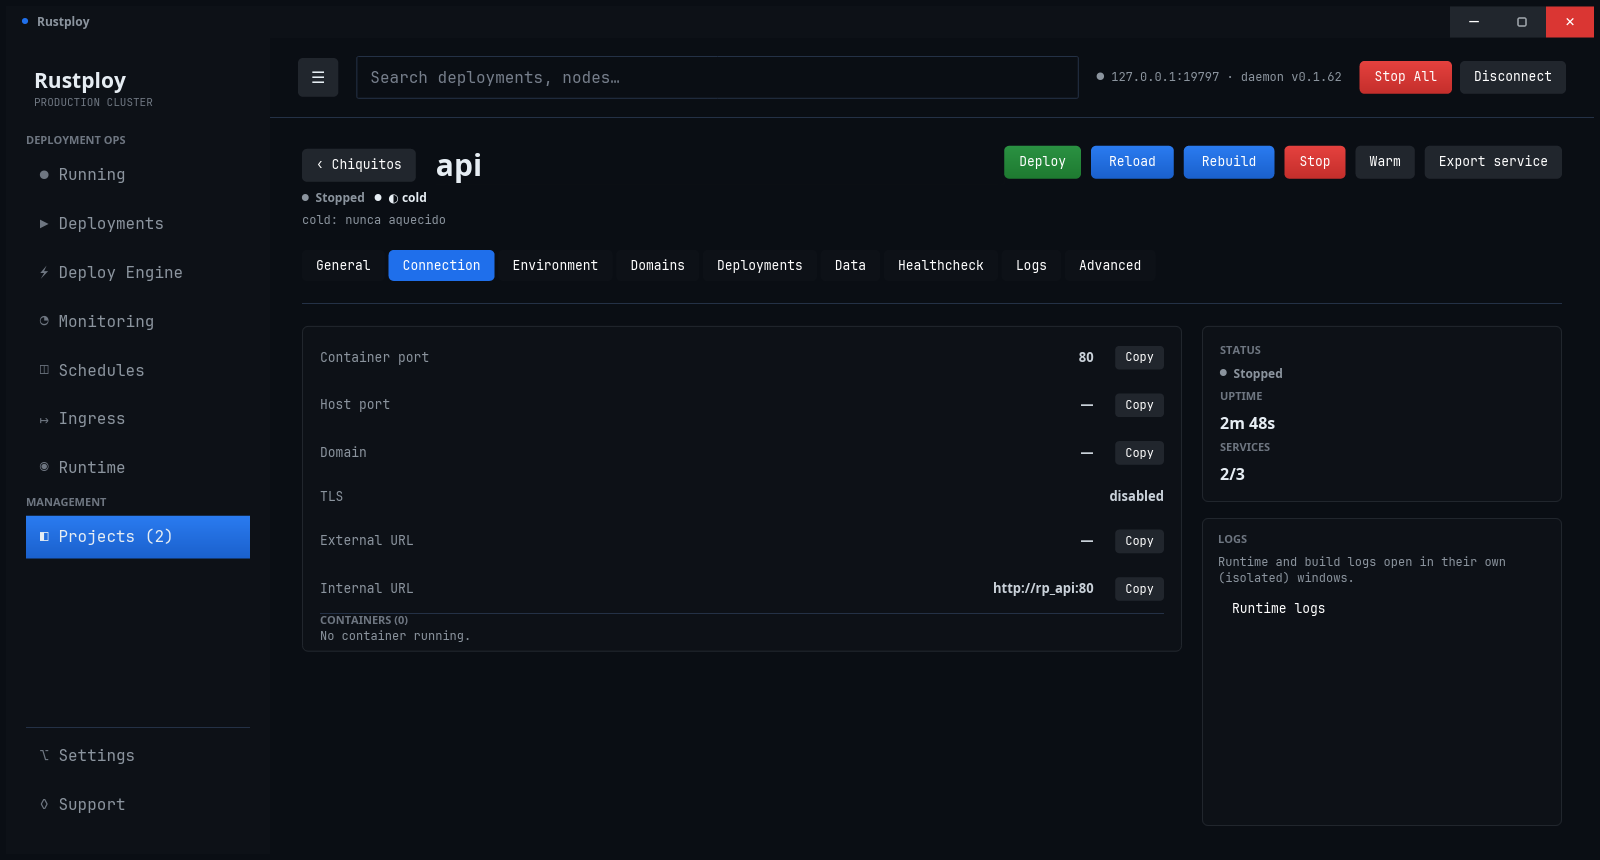 Rustploy
Rustploy
PRODUCTION CLUSTER
DEPLOYMENT OPS
Running
Deployments
Deploy Engine
Monitoring
Schedules
Ingress
Runtime
MANAGEMENT
Projects (2)
Settings
Support
Search deployments, nodes…
127.0.0.1:19797 · daemon v0.1.62
Stop All
Disconnect
‹ Chiquitos
api
Deploy
Reload
Rebuild
Stop
Warm
Export service
Stopped
cold
cold: nunca aquecido
General
Connection
Environment
Domains
Deployments
Data
Healthcheck
Logs
Advanced
Container port 80 Copy
Host port — Copy
Domain — Copy
TLS disabled
External URL — Copy
Internal URL http://rp_api:80 Copy
CONTAINERS (0)
No container running.
STATUS
Stopped
UPTIME
2m 48s
SERVICES
2/3
LOGS
Runtime and build logs open in their own
(isolated) windows.
Runtime logs